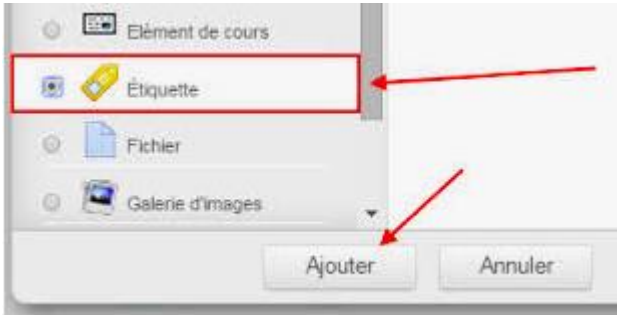 Elément de cours
Étiquette
Fichier
Galerie d'images
Ajouter Annuler